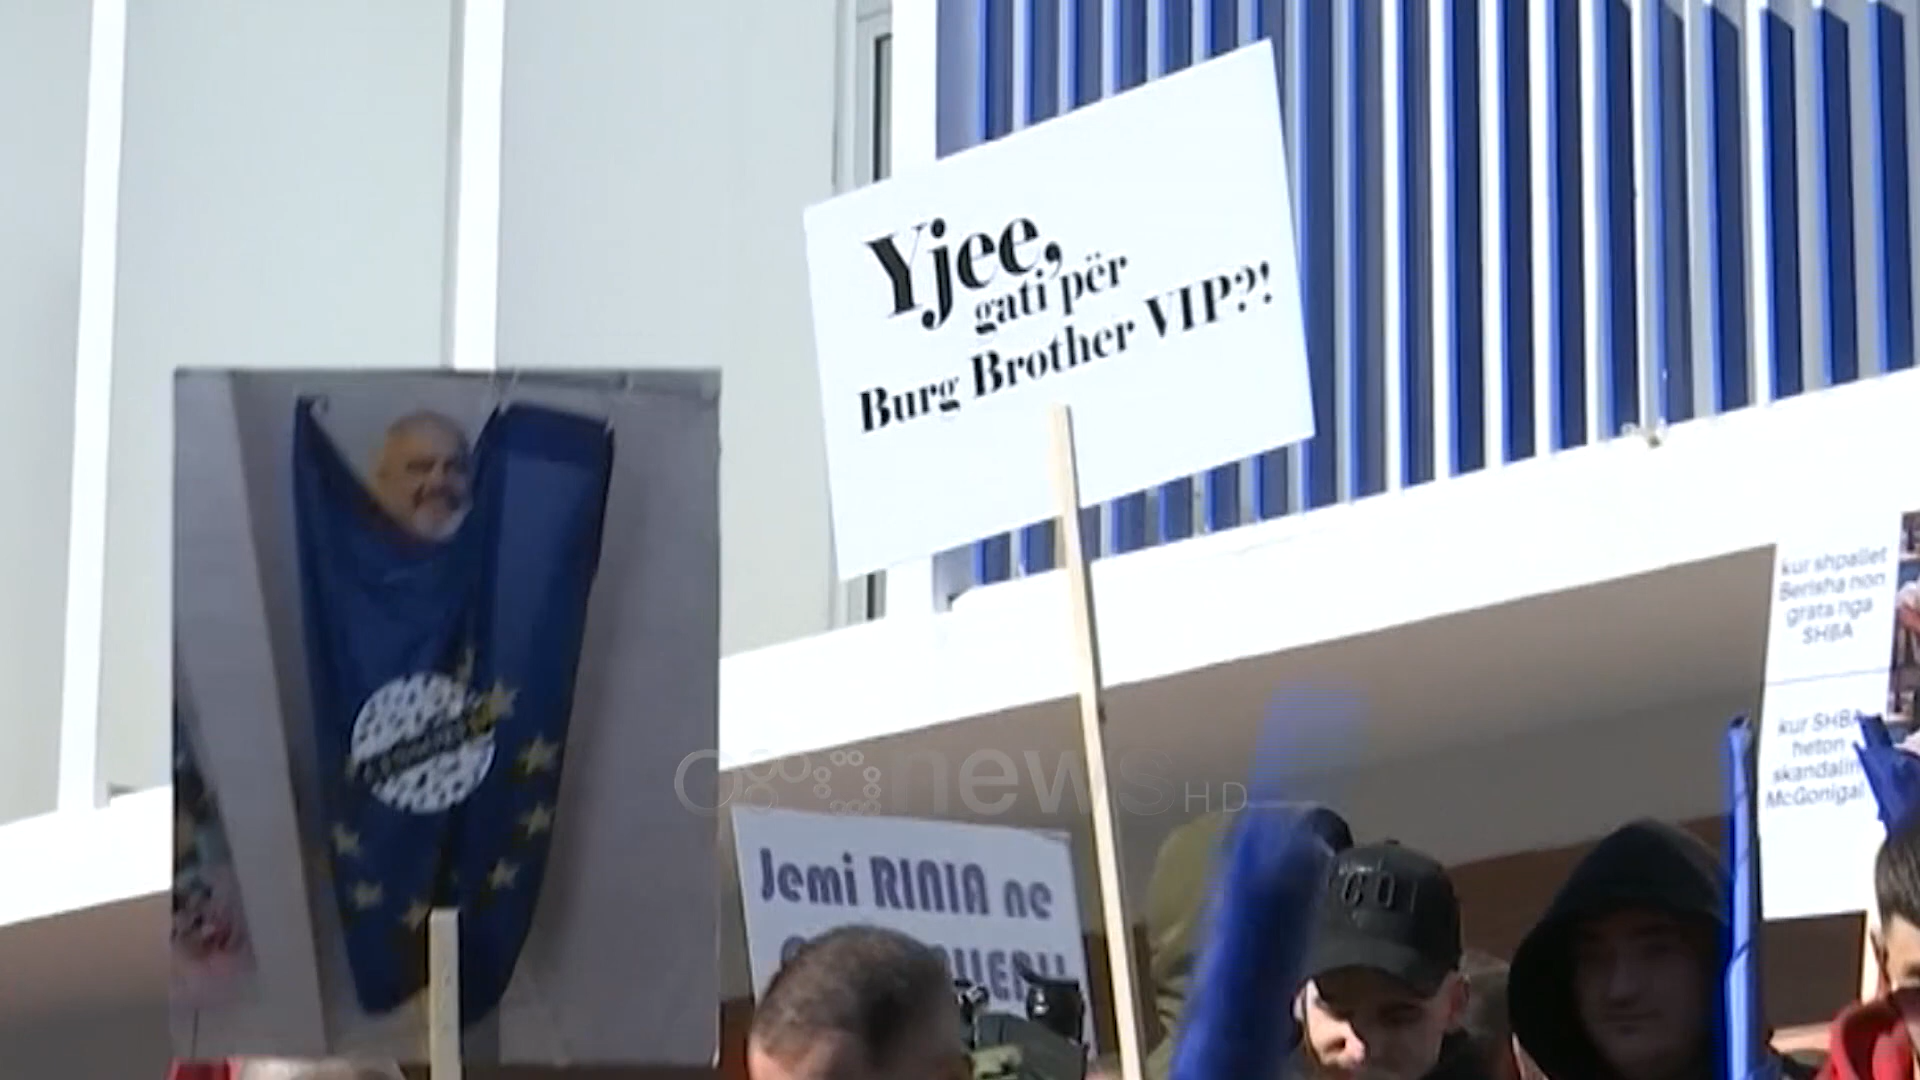 Yjee,
gati për
Burg Brother VIP?!
kur shpallet
Berisha non
grata nga
SHBA
kur SHBA
heton
skandalin
McGonigal
news HD
Jemi RINIA ne